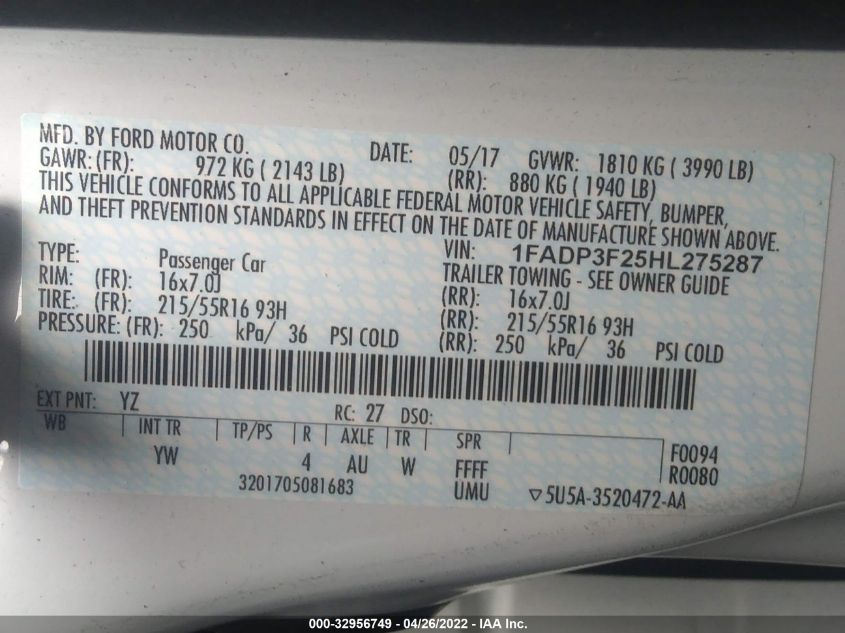 MFD. BY FORD MOTOR CO. DATE: 05/17 GVWR: 1810 KG ( 3990 LB)
GAWR: (FR): 972 KG ( 2143 LB) (RR): 880 KG ( 1940 LB)
THIS VEHICLE CONFORMS TO ALL APPLICABLE FEDERAL MOTOR VEHICLE SAFETY, BUMPER,
AND THEFT PREVENTION STANDARDS IN EFFECT ON THE DATE OF MANUFACTURE SHOWN ABOVE.
VIN: 1FADP3F25HL275287
TYPE: Passenger Car TRAILER TOWING - SEE OWNER GUIDE
RIM: (FR): 16x7.0J (RR): 16x7.0J
TIRE: (FR): 215/55R16 93H (RR): 215/55R16 93H
PRESSURE: (FR): 250 kPa/ 36 PSI COLD (RR): 250 kPa/ 36 PSI COLD
EXT PNT: YZ RC: 27 DSO:
WB INT TR TP/PS R AXLE TR SPR F0094
YW 4 AU W FFFF R0080
3201705081683 UMU ▽5U5A-3520472-AA
000-32956749 - 04/26/2022 - IAA Inc.